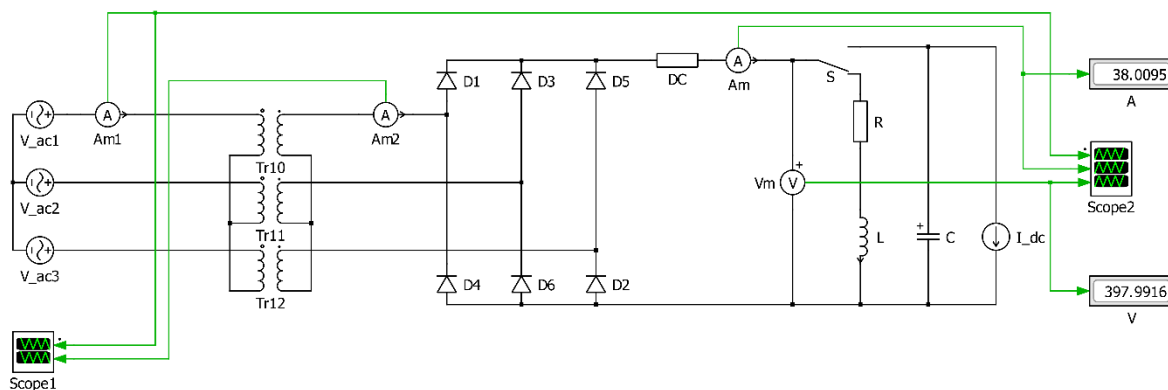 D1
D3
D5
DC
A
Am
S
38.0095
A
V_ac1
A
Am1
A
Am2
Tr10
R
Vm
V
Scope2
V_ac2
Tr11
V_ac3
Tr12
D4
D6
D2
L
C
I_dc
397.9916
V
Scope1